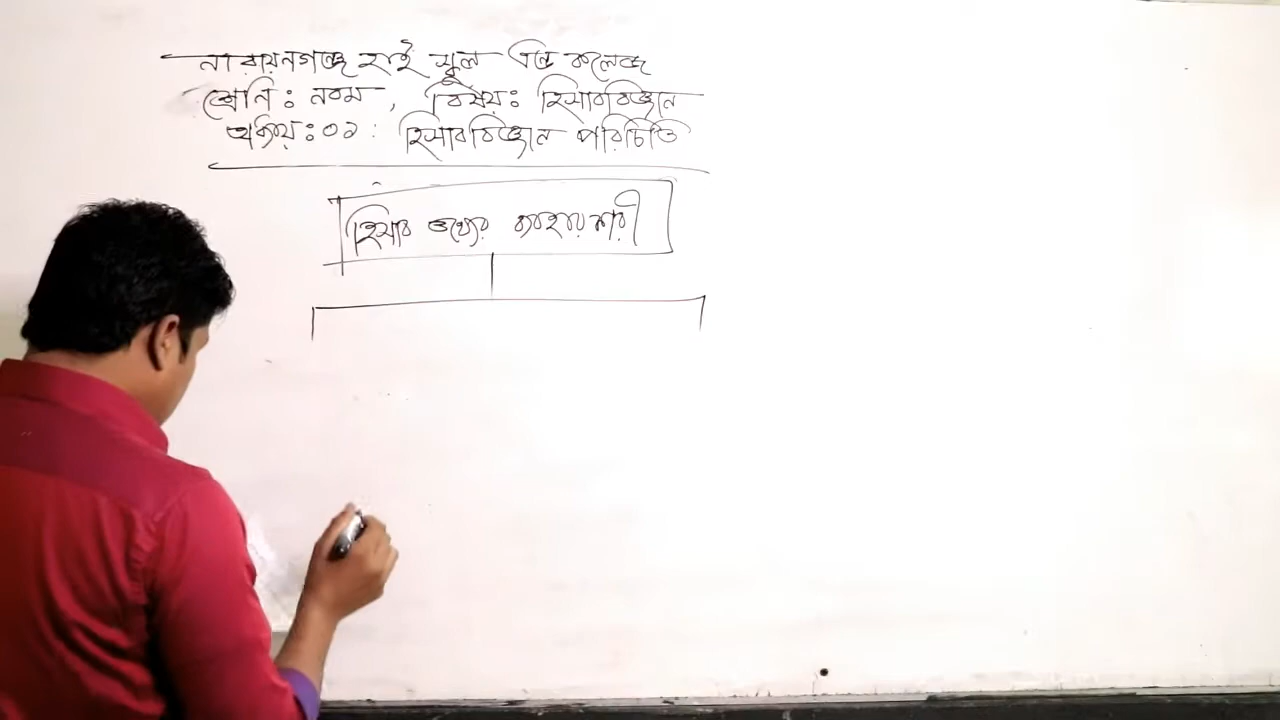 নারায়নগঞ্জ হাই স্কুল এন্ড কলেজ
শ্রেনি : নবম , বিষয় : হিসাববিজ্ঞান
অধ্যায় : ০১ : হিসাববিজ্ঞান পরিচিতি
হিসাব তথ্যের ব্যবহারকারী